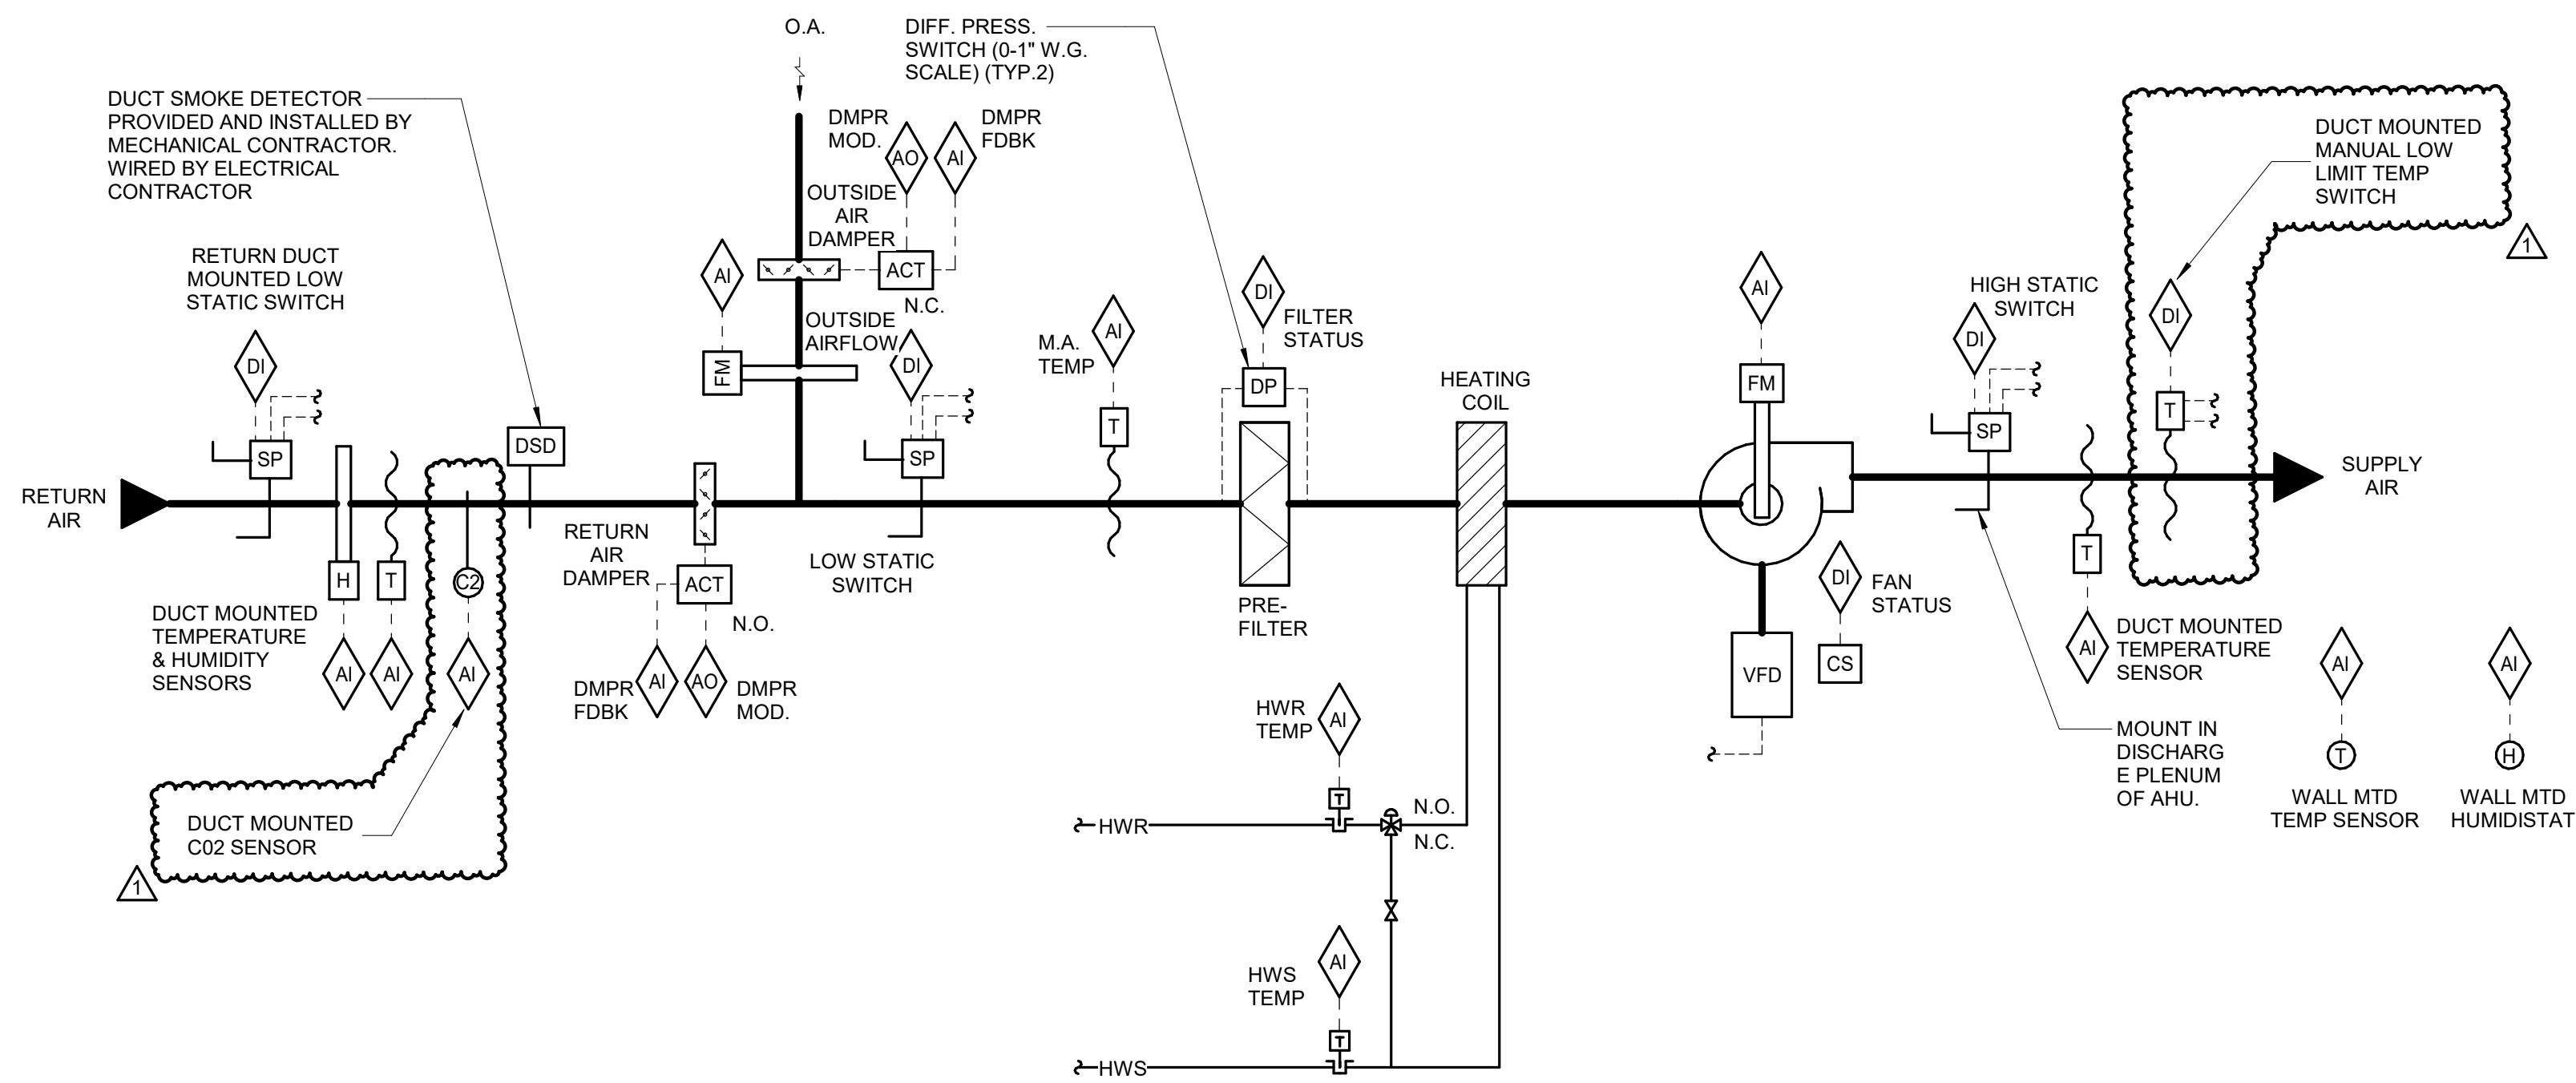 O.A.
DIFF. PRESS.
SWITCH (0-1" W.G.
SCALE) (TYP.2)
DUCT SMOKE DETECTOR
PROVIDED AND INSTALLED BY
MECHANICAL CONTRACTOR.
WIRED BY ELECTRICAL
CONTRACTOR
DMPR
MOD.
DMPR
FDBK
AO
AI
DUCT MOUNTED
MANUAL LOW
LIMIT TEMP
SWITCH
1
OUTSIDE
AIR
DAMPER
ACT
N.C.
RETURN DUCT
MOUNTED LOW
STATIC SWITCH
DI
SP
AI
FM
OUTSIDE
AIRFLOW
DI
SP
LOW STATIC
SWITCH
M.A.
TEMP
AI
T
DI
FILTER
STATUS
DP
PRE-
FILTER
HEATING
COIL
AI
FM
HIGH STATIC
SWITCH
DI
SP
DI
T
RETURN
AIR
SUPPLY
AIR
DSD
H
T
C2
DUCT MOUNTED
TEMPERATURE
& HUMIDITY
SENSORS
AI
AI
AI
RETURN
AIR
DAMPER
ACT
N.O.
DMPR
FDBK
AI
AO
DMPR
MOD.
DI
FAN
STATUS
CS
VFD
T
AI
DUCT MOUNTED
TEMPERATURE
SENSOR
MOUNT IN
DISCHARG
E PLENUM
OF AHU.
AI
T
WALL MTD
TEMP SENSOR
AI
H
WALL MTD
HUMIDISTAT
DUCT MOUNTED
C02 SENSOR
1
HWR
TEMP
AI
T
HWR
N.O.
N.C.
HWS
TEMP
AI
T
HWS